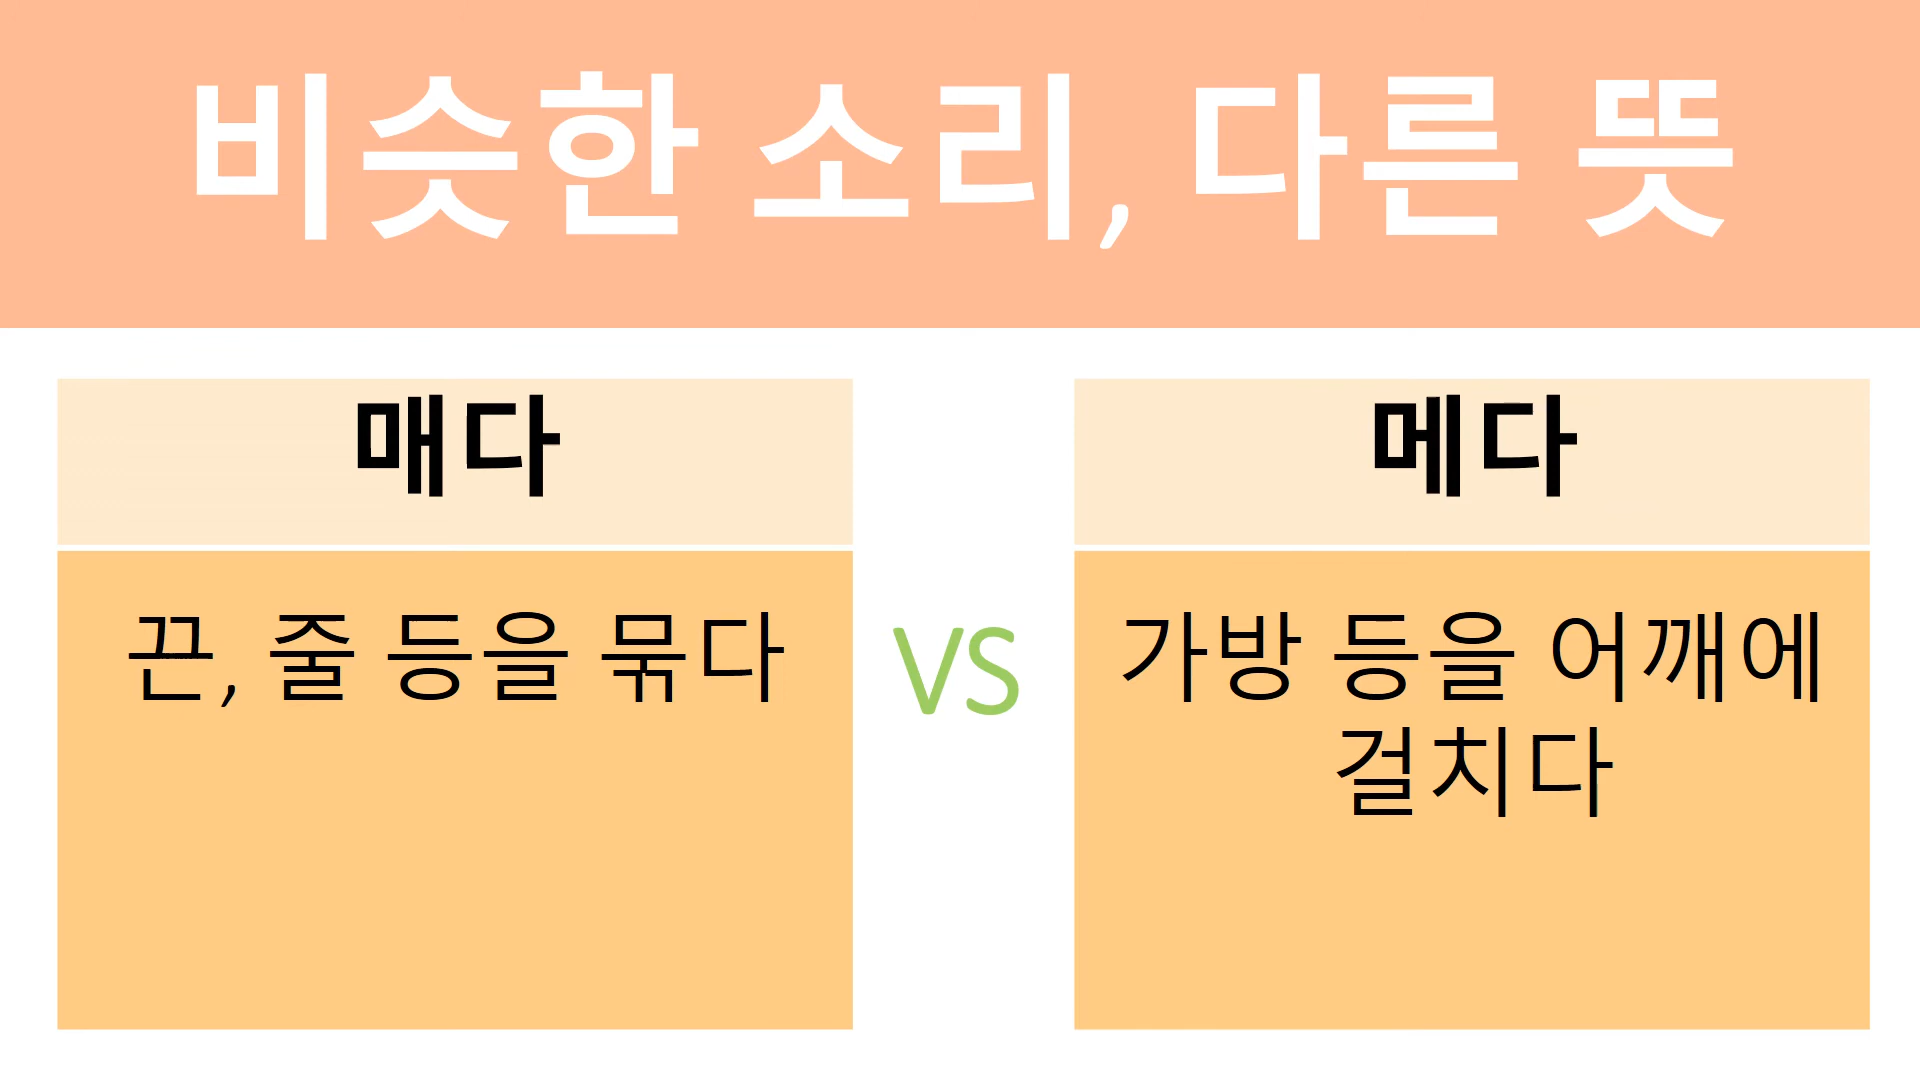 비슷한 소리, 다른 뜻
매다
끈, 줄 등을 묶다
VS
메다
가방 등을 어깨에
걸치다